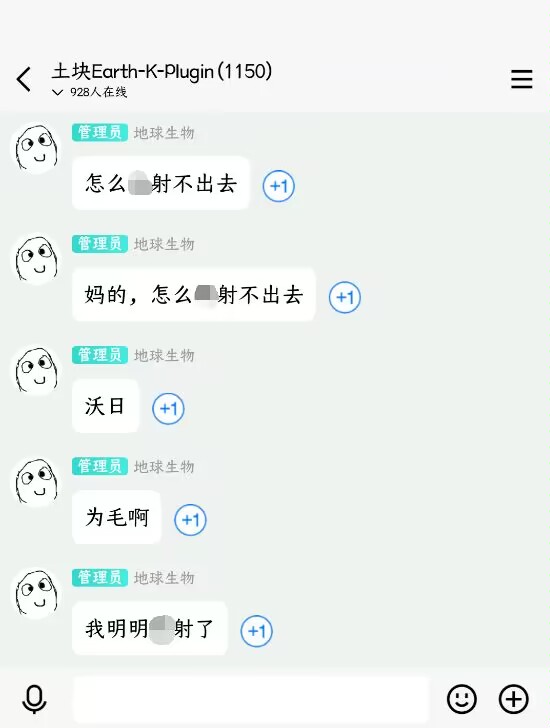 土块Earth-K-Plugin(1150)
928人在线
管理员 地球生物
怎么射不出去
+1
管理员 地球生物
妈的，怎么射不出去
+1
管理员 地球生物
沃日
+1
管理员 地球生物
为毛啊
+1
管理员 地球生物
我明明射了
+1